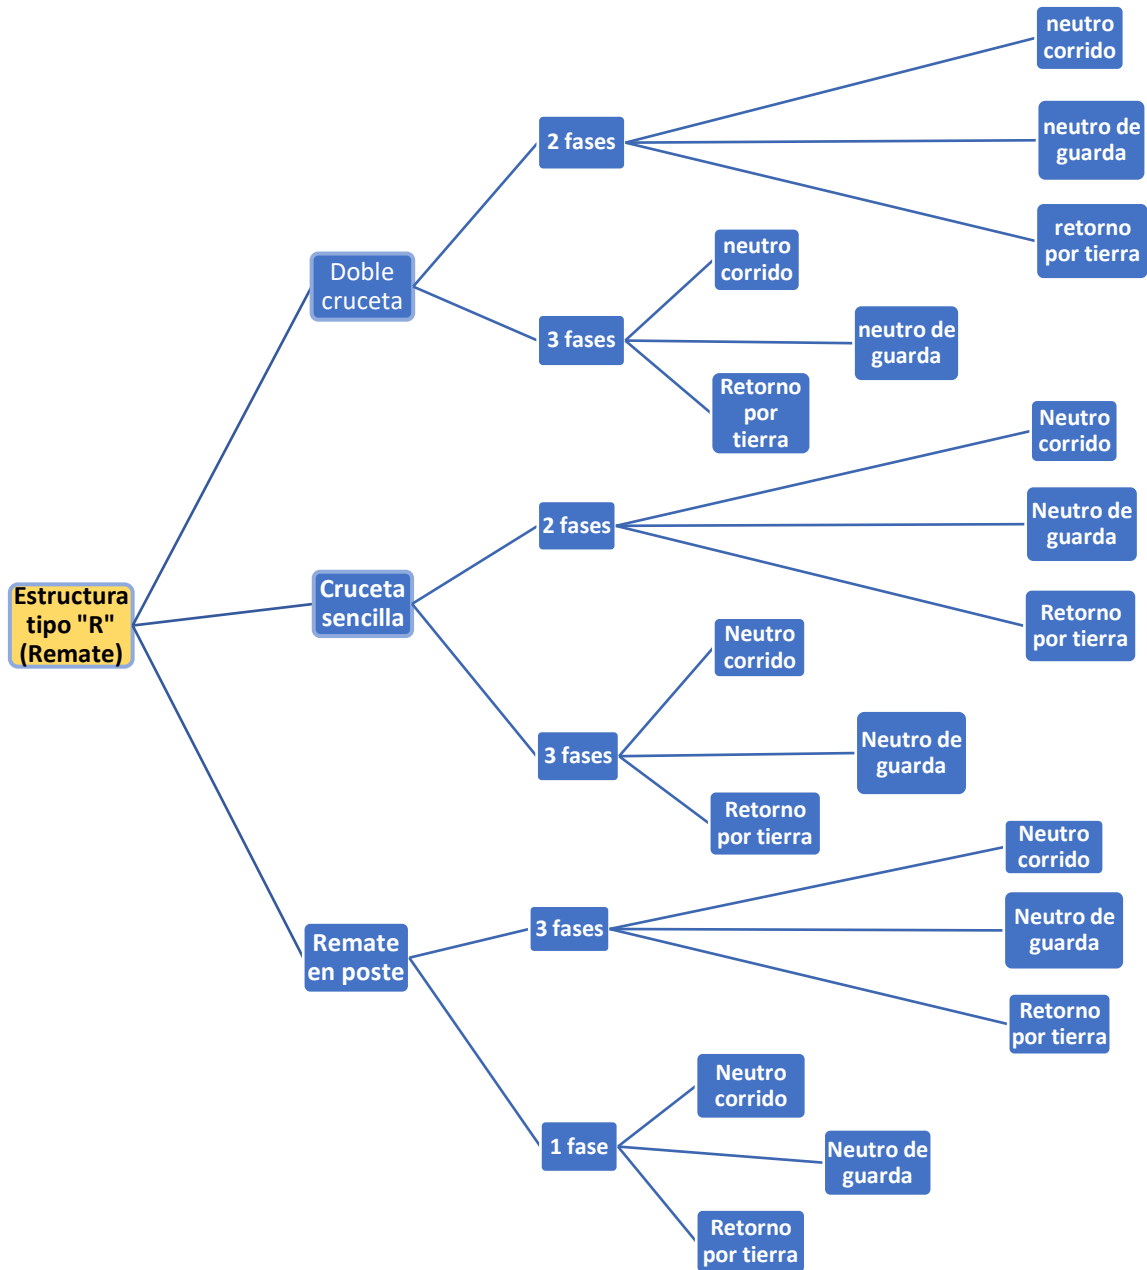 Estructura
tipo "R"
(Remate)
Doble
cruceta
2 fases
neutro
corrido
neutro de
guarda
retorno
por tierra
3 fases
neutro
corrido
neutro de
guarda
Retorno
por
tierra
Cruceta
sencilla
2 fases
Neutro
corrido
Neutro de
guarda
Retorno
por tierra
3 fases
Neutro
corrido
Neutro de
guarda
Retorno
por tierra
Remate
en poste
3 fases
Neutro
corrido
Neutro de
guarda
Retorno
por tierra
1 fase
Neutro
corrido
Neutro de
guarda
Retorno
por tierra